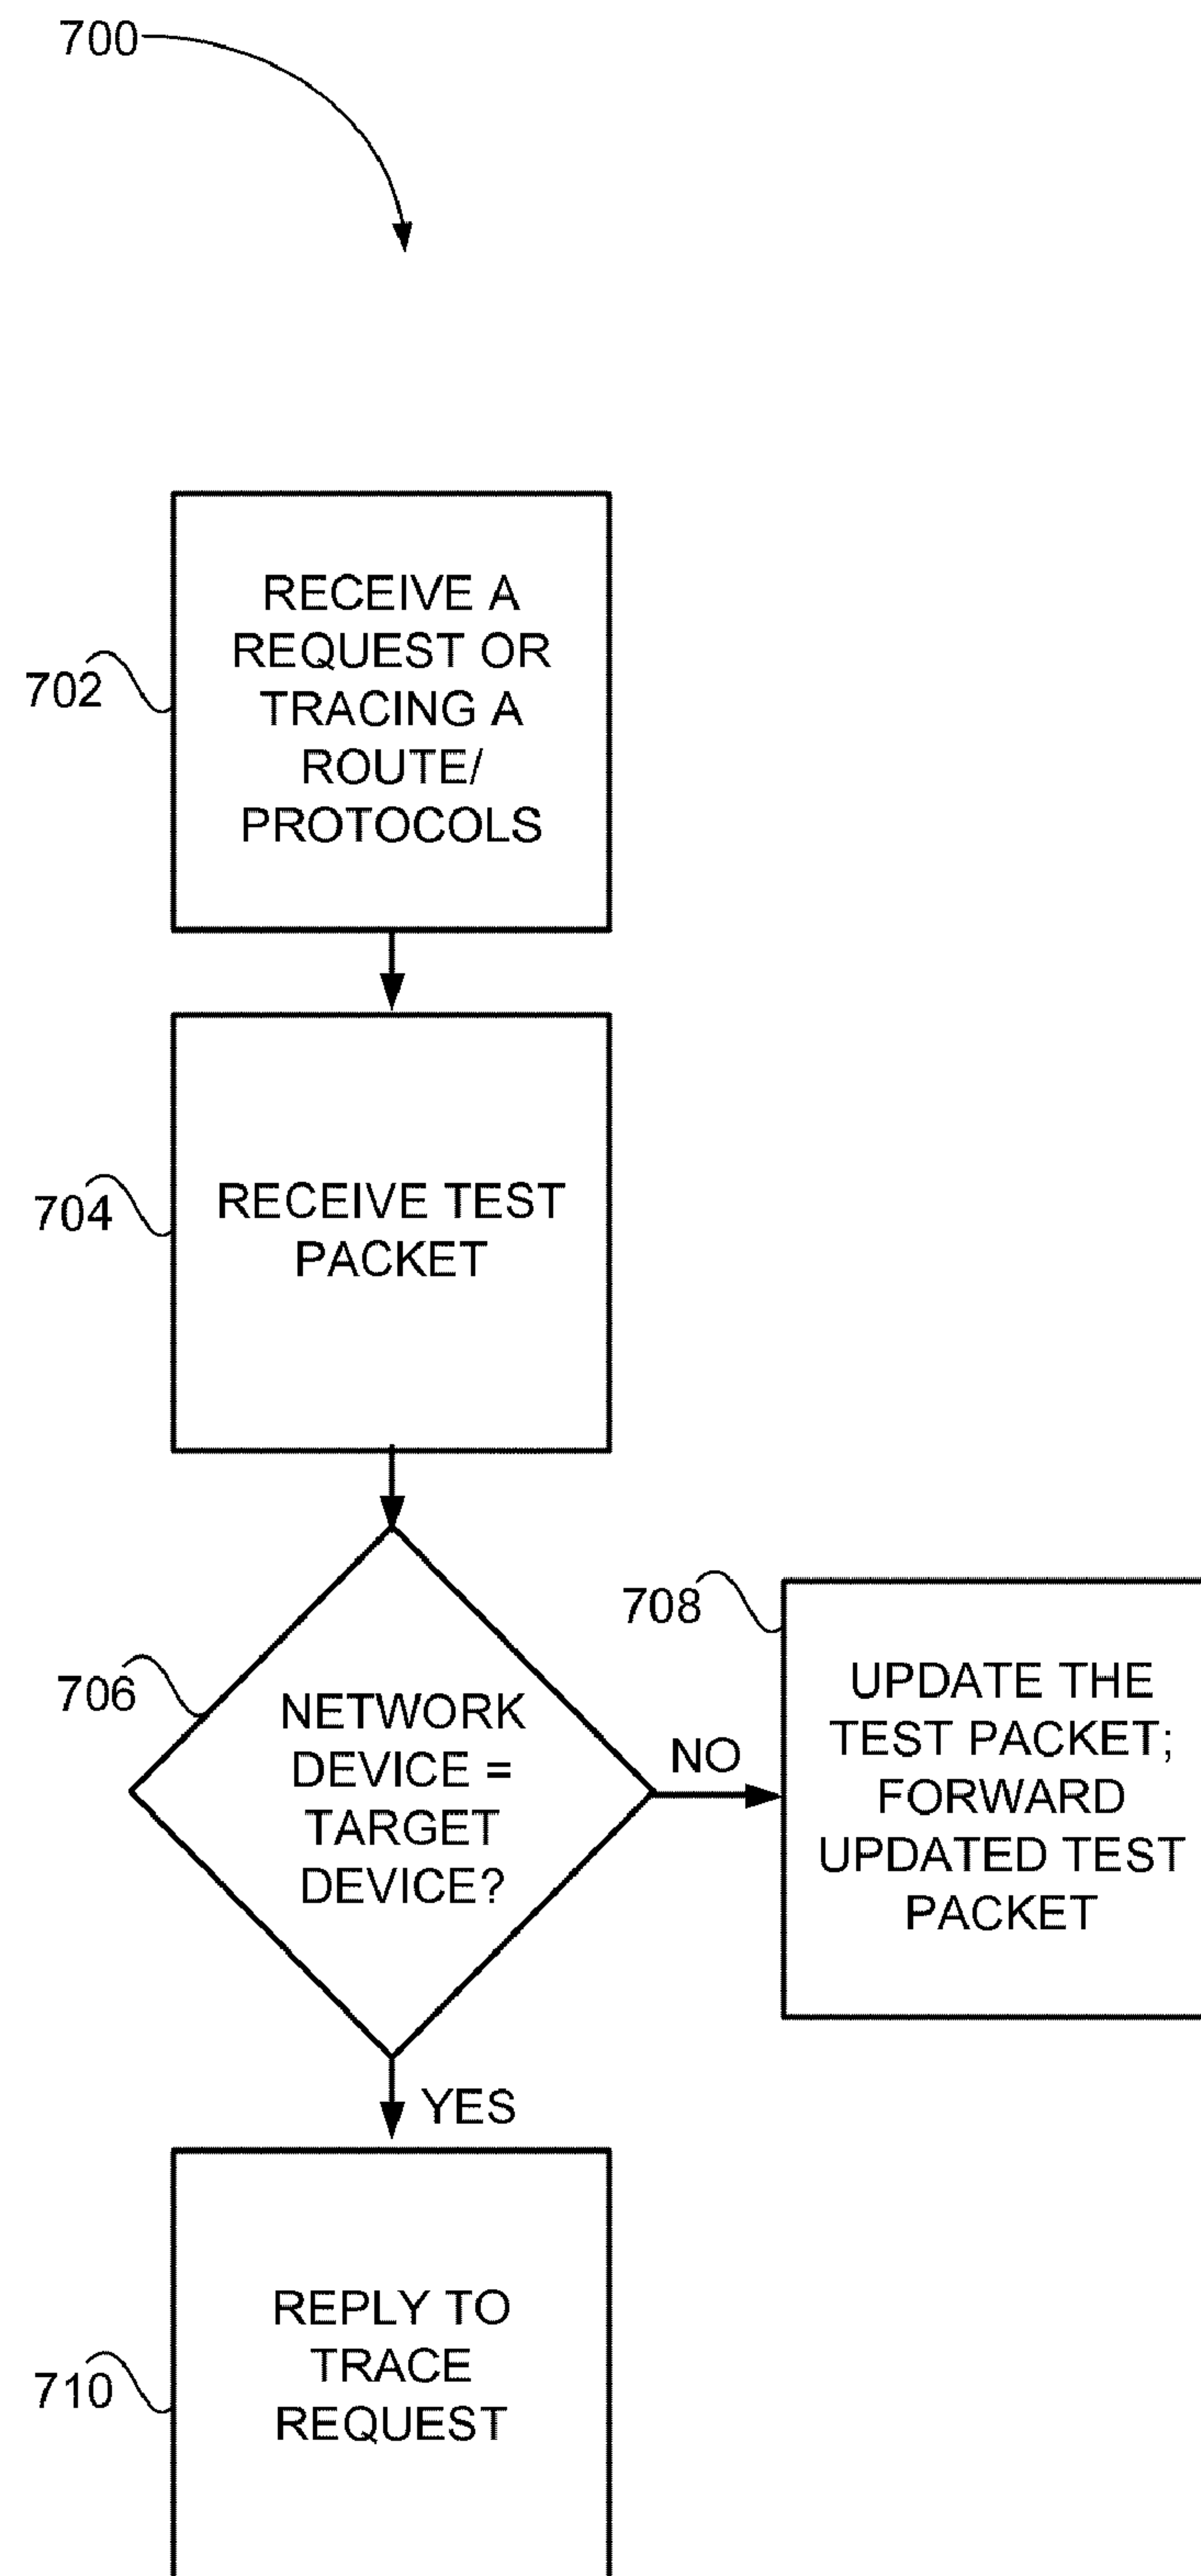 700
702
RECEIVE A
REQUEST OR
TRACING A
ROUTE/
PROTOCOLS
704
RECEIVE TEST
PACKET
706
NETWORK
DEVICE =
TARGET
DEVICE?
NO
708
UPDATE THE
TEST PACKET;
FORWARD
UPDATED TEST
PACKET
YES
710
REPLY TO
TRACE
REQUEST